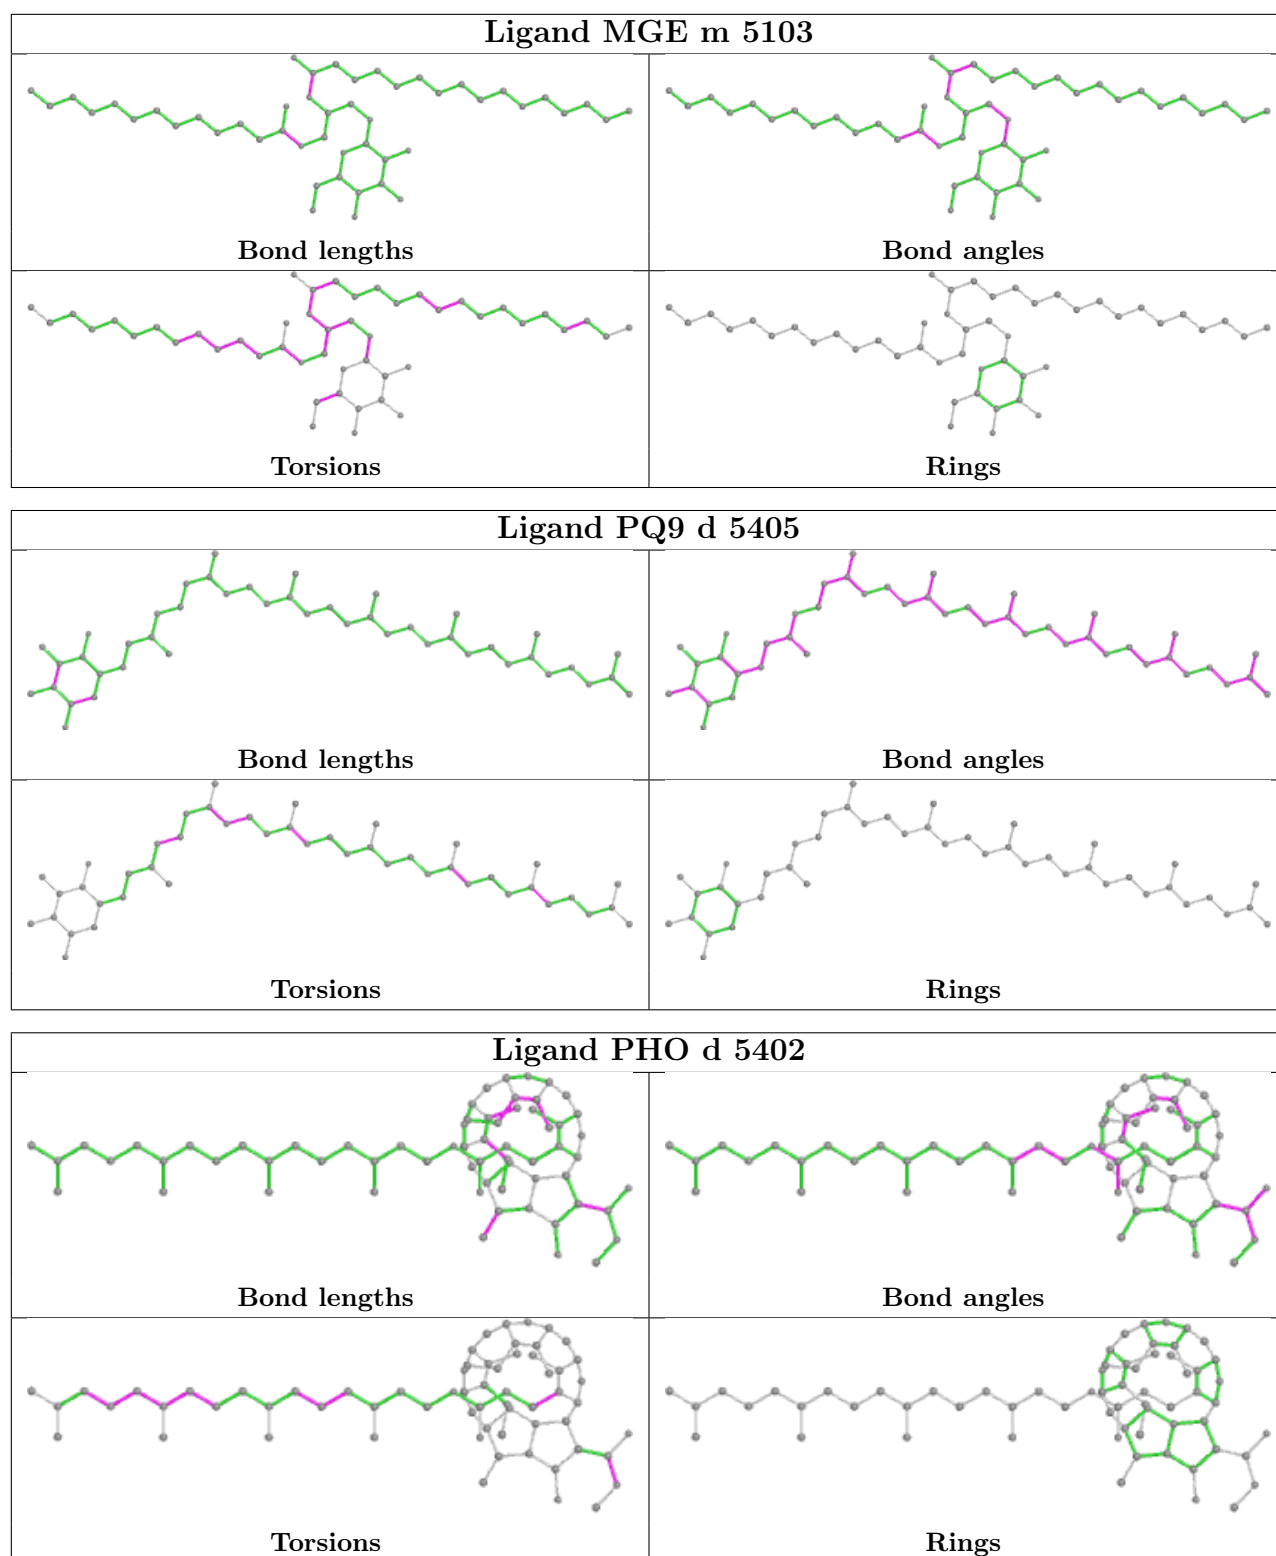 Ligand MGE m 5103
Bond lengths
Bond angles
Torsions
Rings
Ligand PQ9 d 5405
Bond lengths
Bond angles
Torsions
Rings
Ligand PHO d 5402
Bond lengths
Bond angles
Torsions
Rings